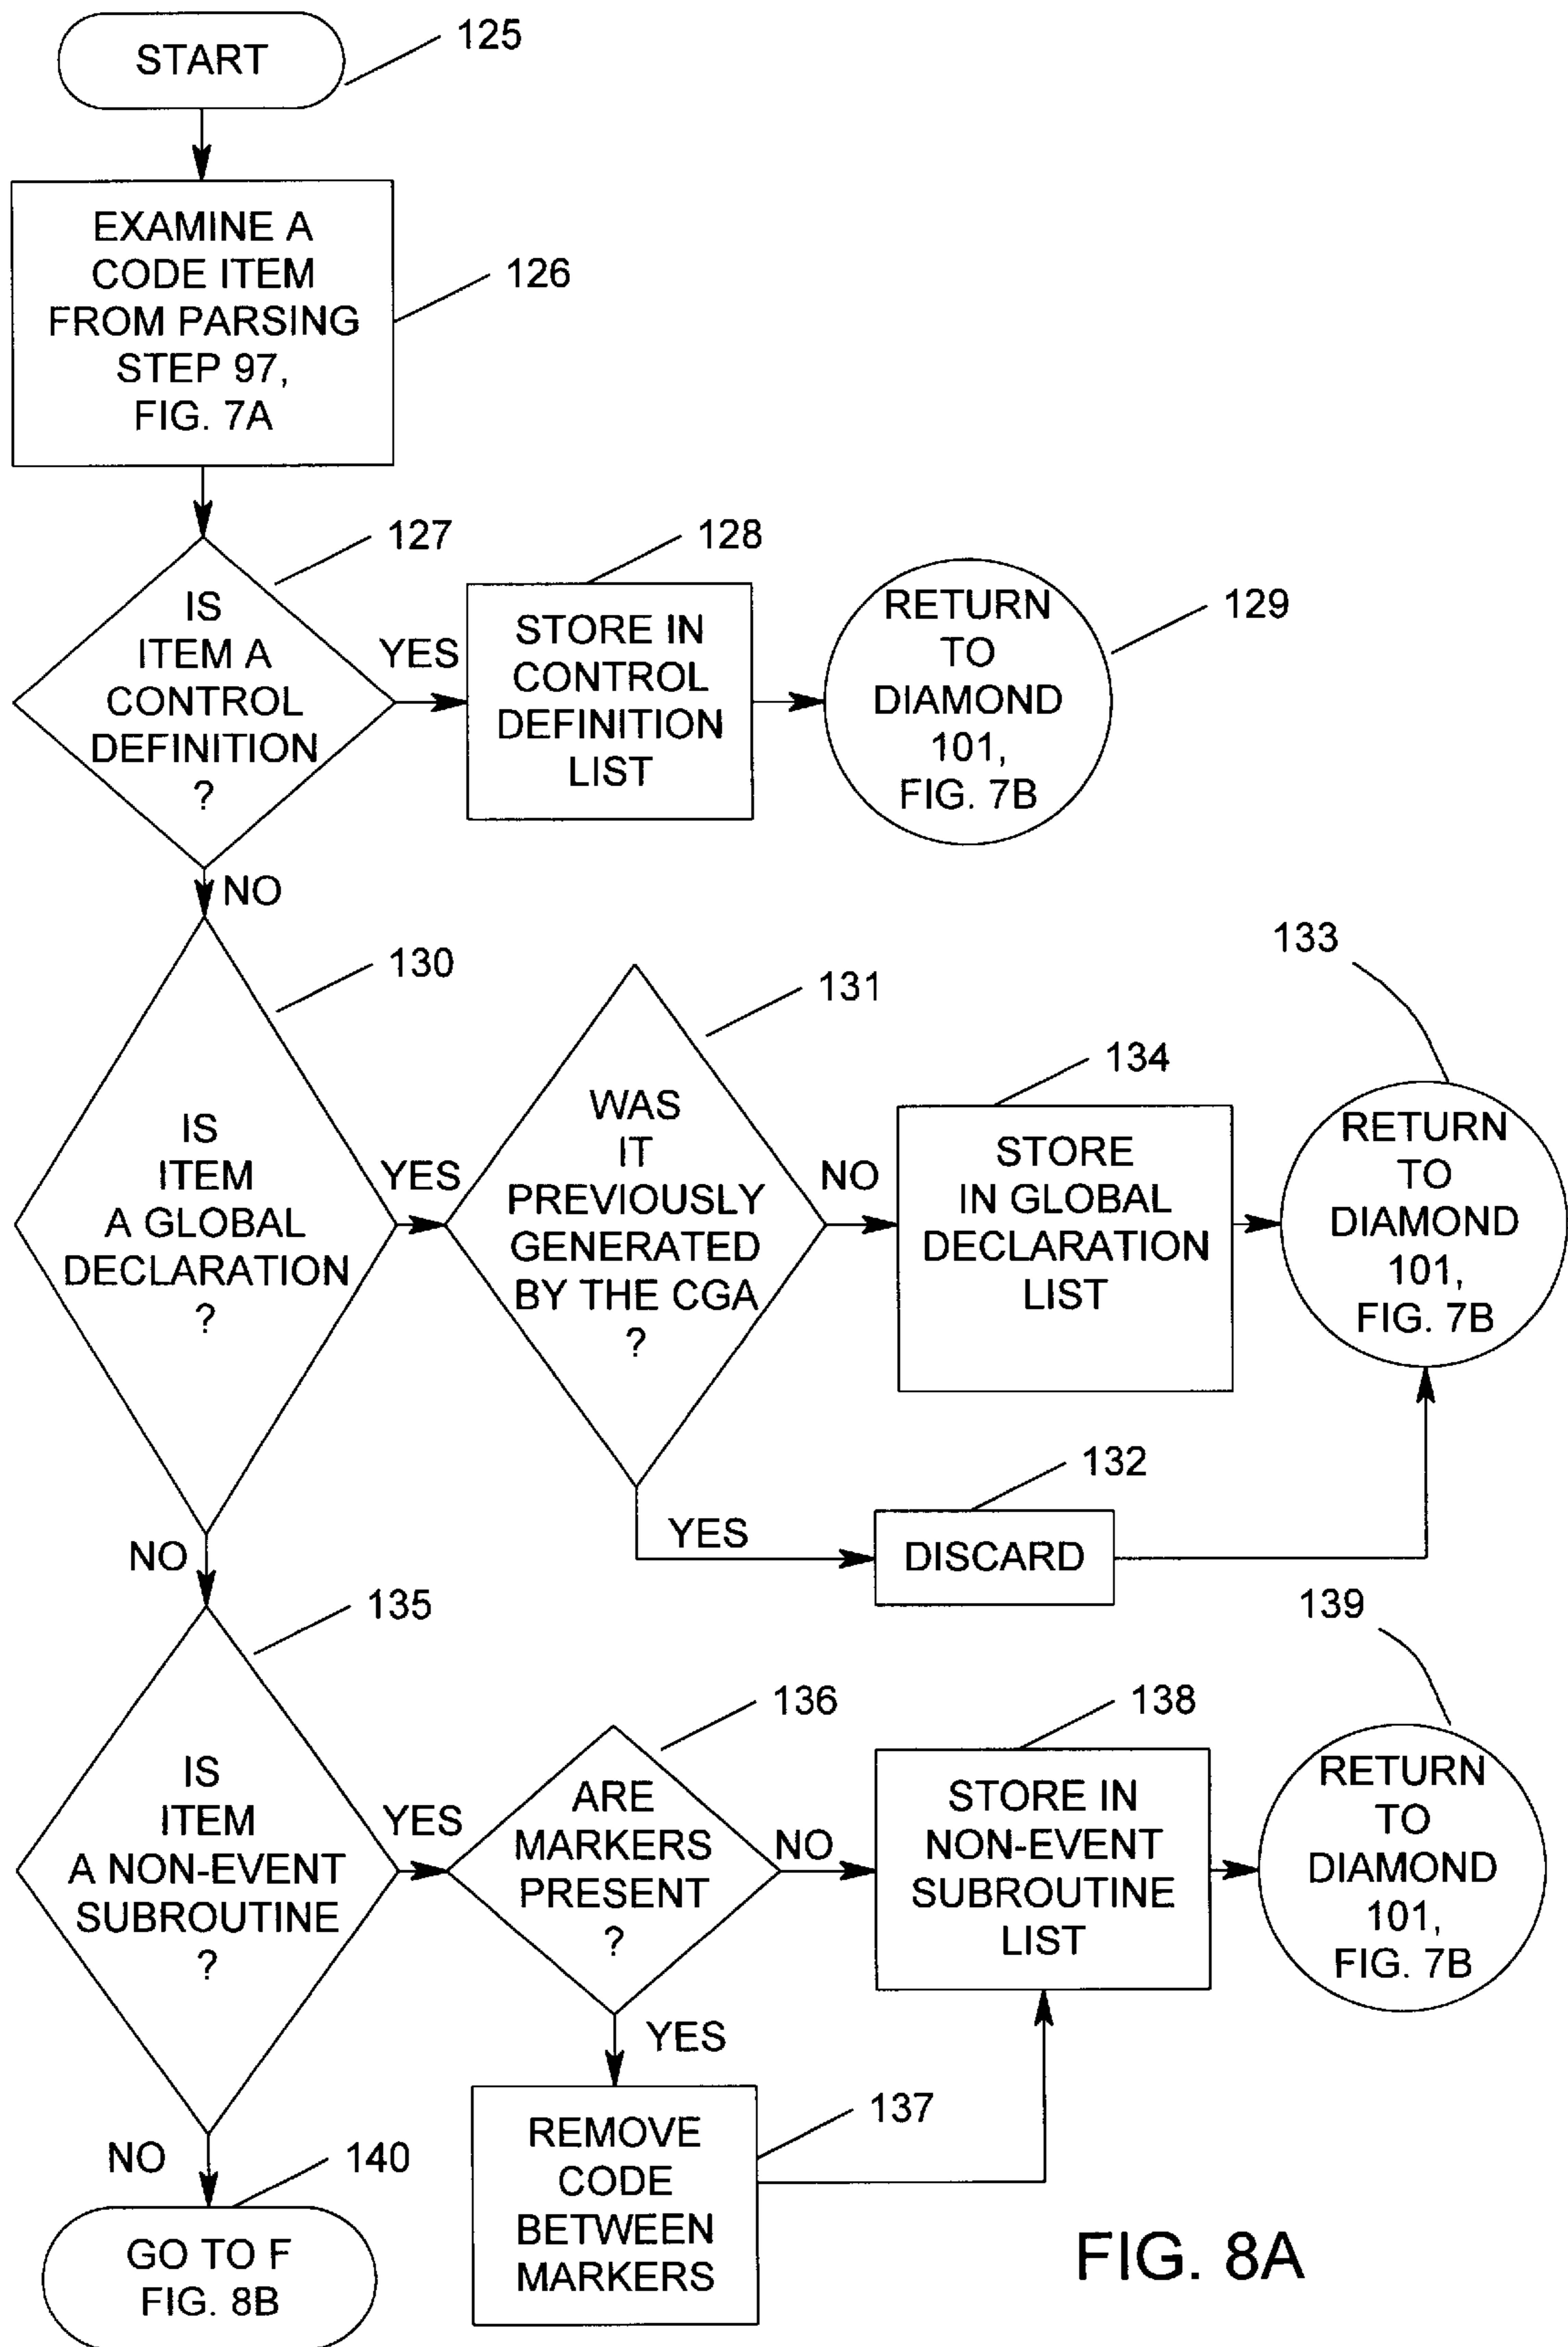 START
125
EXAMINE A
CODE ITEM
FROM PARSING
STEP 97,
FIG. 7A
126
IS
ITEM A
CONTROL
DEFINITION
?
127
YES
STORE IN
CONTROL
DEFINITION
LIST
128
RETURN
TO
DIAMOND
101,
FIG. 7B
129
NO
IS
ITEM
A GLOBAL
DECLARATION
?
130
YES
WAS
IT
PREVIOUSLY
GENERATED
BY THE CGA
?
131
NO
STORE
IN GLOBAL
DECLARATION
LIST
134
RETURN
TO
DIAMOND
101,
FIG. 7B
133
YES
DISCARD
132
NO
IS
ITEM
A NON-EVENT
SUBROUTINE
?
135
YES
ARE
MARKERS
PRESENT
?
136
NO
STORE IN
NON-EVENT
SUBROUTINE
LIST
138
RETURN
TO
DIAMOND
101,
FIG. 7B
139
YES
REMOVE
CODE
BETWEEN
MARKERS
137
NO
GO TO F
FIG. 8B
140
FIG. 8A